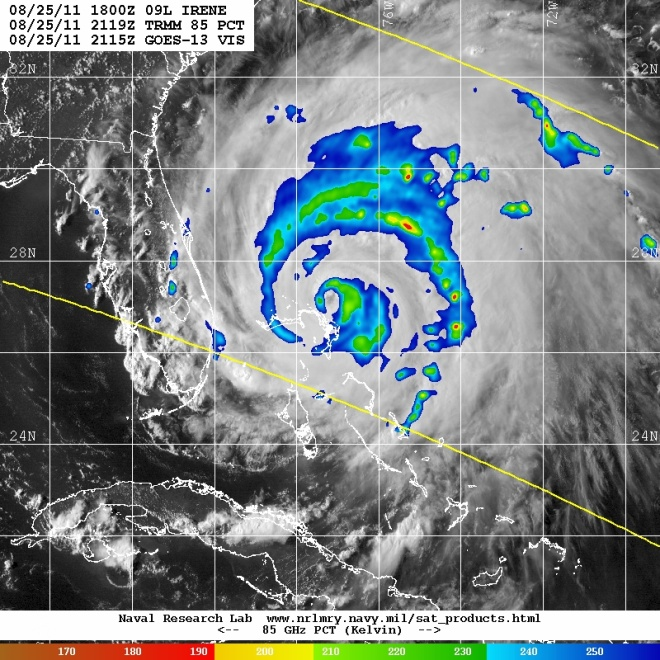 08/25/11 1800Z 09L IRENE
08/25/11 2119Z TRMM 85 PCT
08/25/11 2115Z GOES-13 VIS
76W
72W
32N
32N
28N
28N
24N
24N
Naval Research Lab www.nrlmry.navy.mil/sat_products.html
<-- 85 GHz PCT (Kelvin) -->
170 180 190 200 210 220 230 240 250